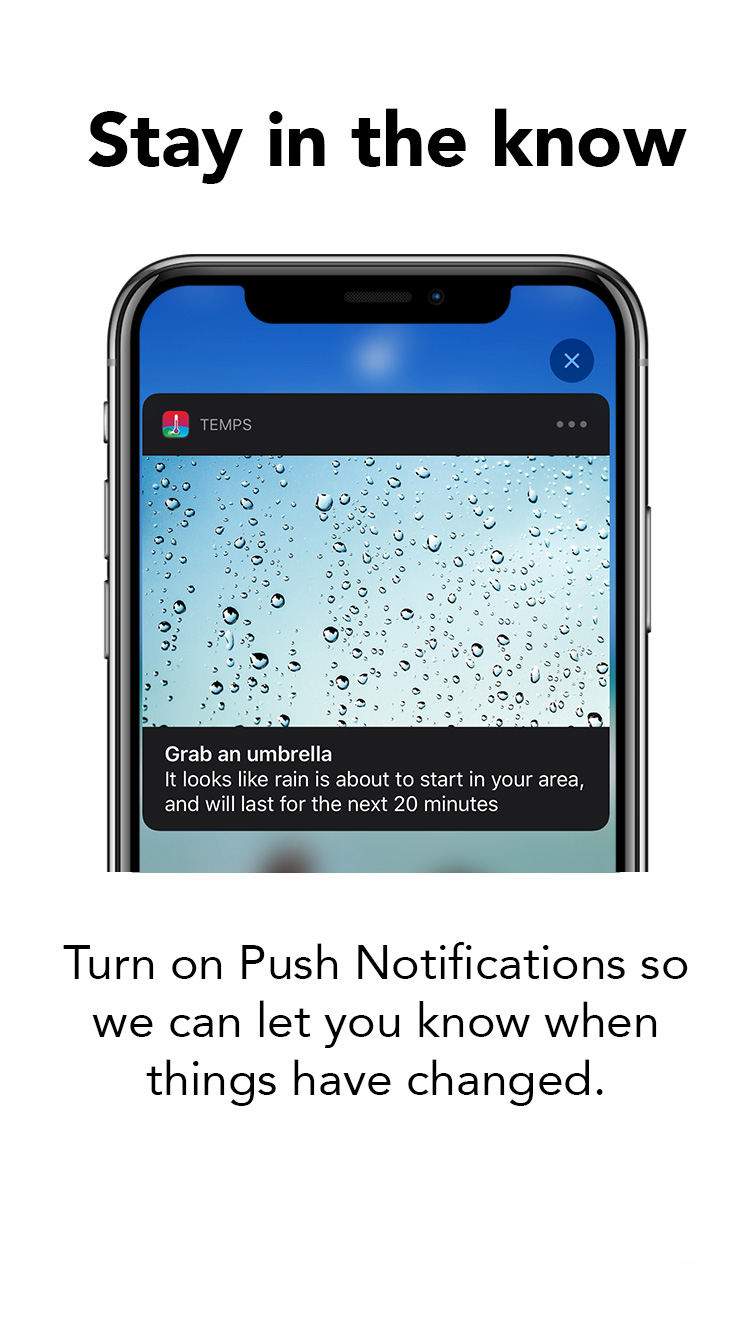 Stay in the know
TEMPS
Grab an umbrella
It looks like rain is about to start in your area,
and will last for the next 20 minutes
Turn on Push Notifications so
we can let you know when
things have changed.